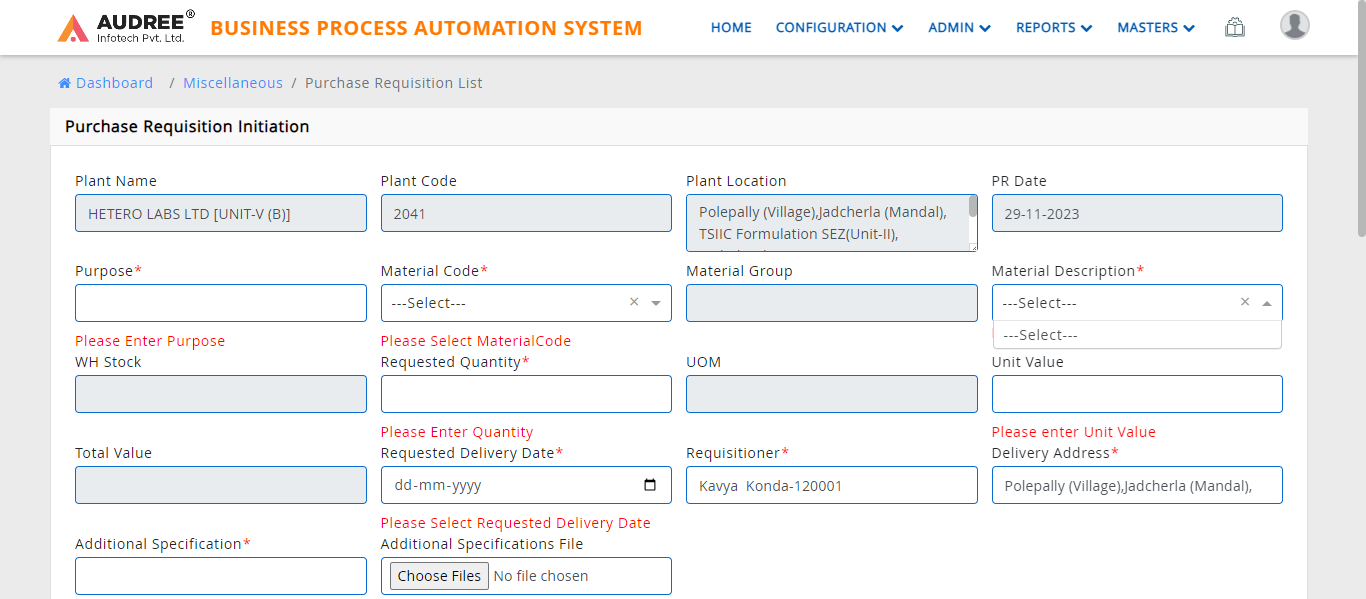 AUDREE®
Infotech Pvt. Ltd.
BUSINESS PROCESS AUTOMATION SYSTEM
HOME
CONFIGURATION
ADMIN
REPORTS
MASTERS
Dashboard / Miscellaneous / Purchase Requisition List
Purchase Requisition Initiation
Plant Name
HETERO LABS LTD [UNIT-V (B)]
Plant Code
2041
Plant Location
Polepally (Village),Jadcherla (Mandal),
TSIIC Formulation SEZ(Unit-II),
PR Date
29-11-2023
Purpose*
Please Enter Purpose
Material Code*
---Select---
×
Please Select MaterialCode
Material Group
Material Description*
---Select---
×
---Select---
WH Stock
Requested Quantity*
Please Enter Quantity
UOM
Unit Value
Please enter Unit Value
Total Value
Requested Delivery Date*
dd-mm-yyyy
Please Select Requested Delivery Date
Requisitioner*
Kavya Konda-120001
Delivery Address*
Polepally (Village),Jadcherla (Mandal),
Additional Specification*
Additional Specifications File
Choose Files No file chosen